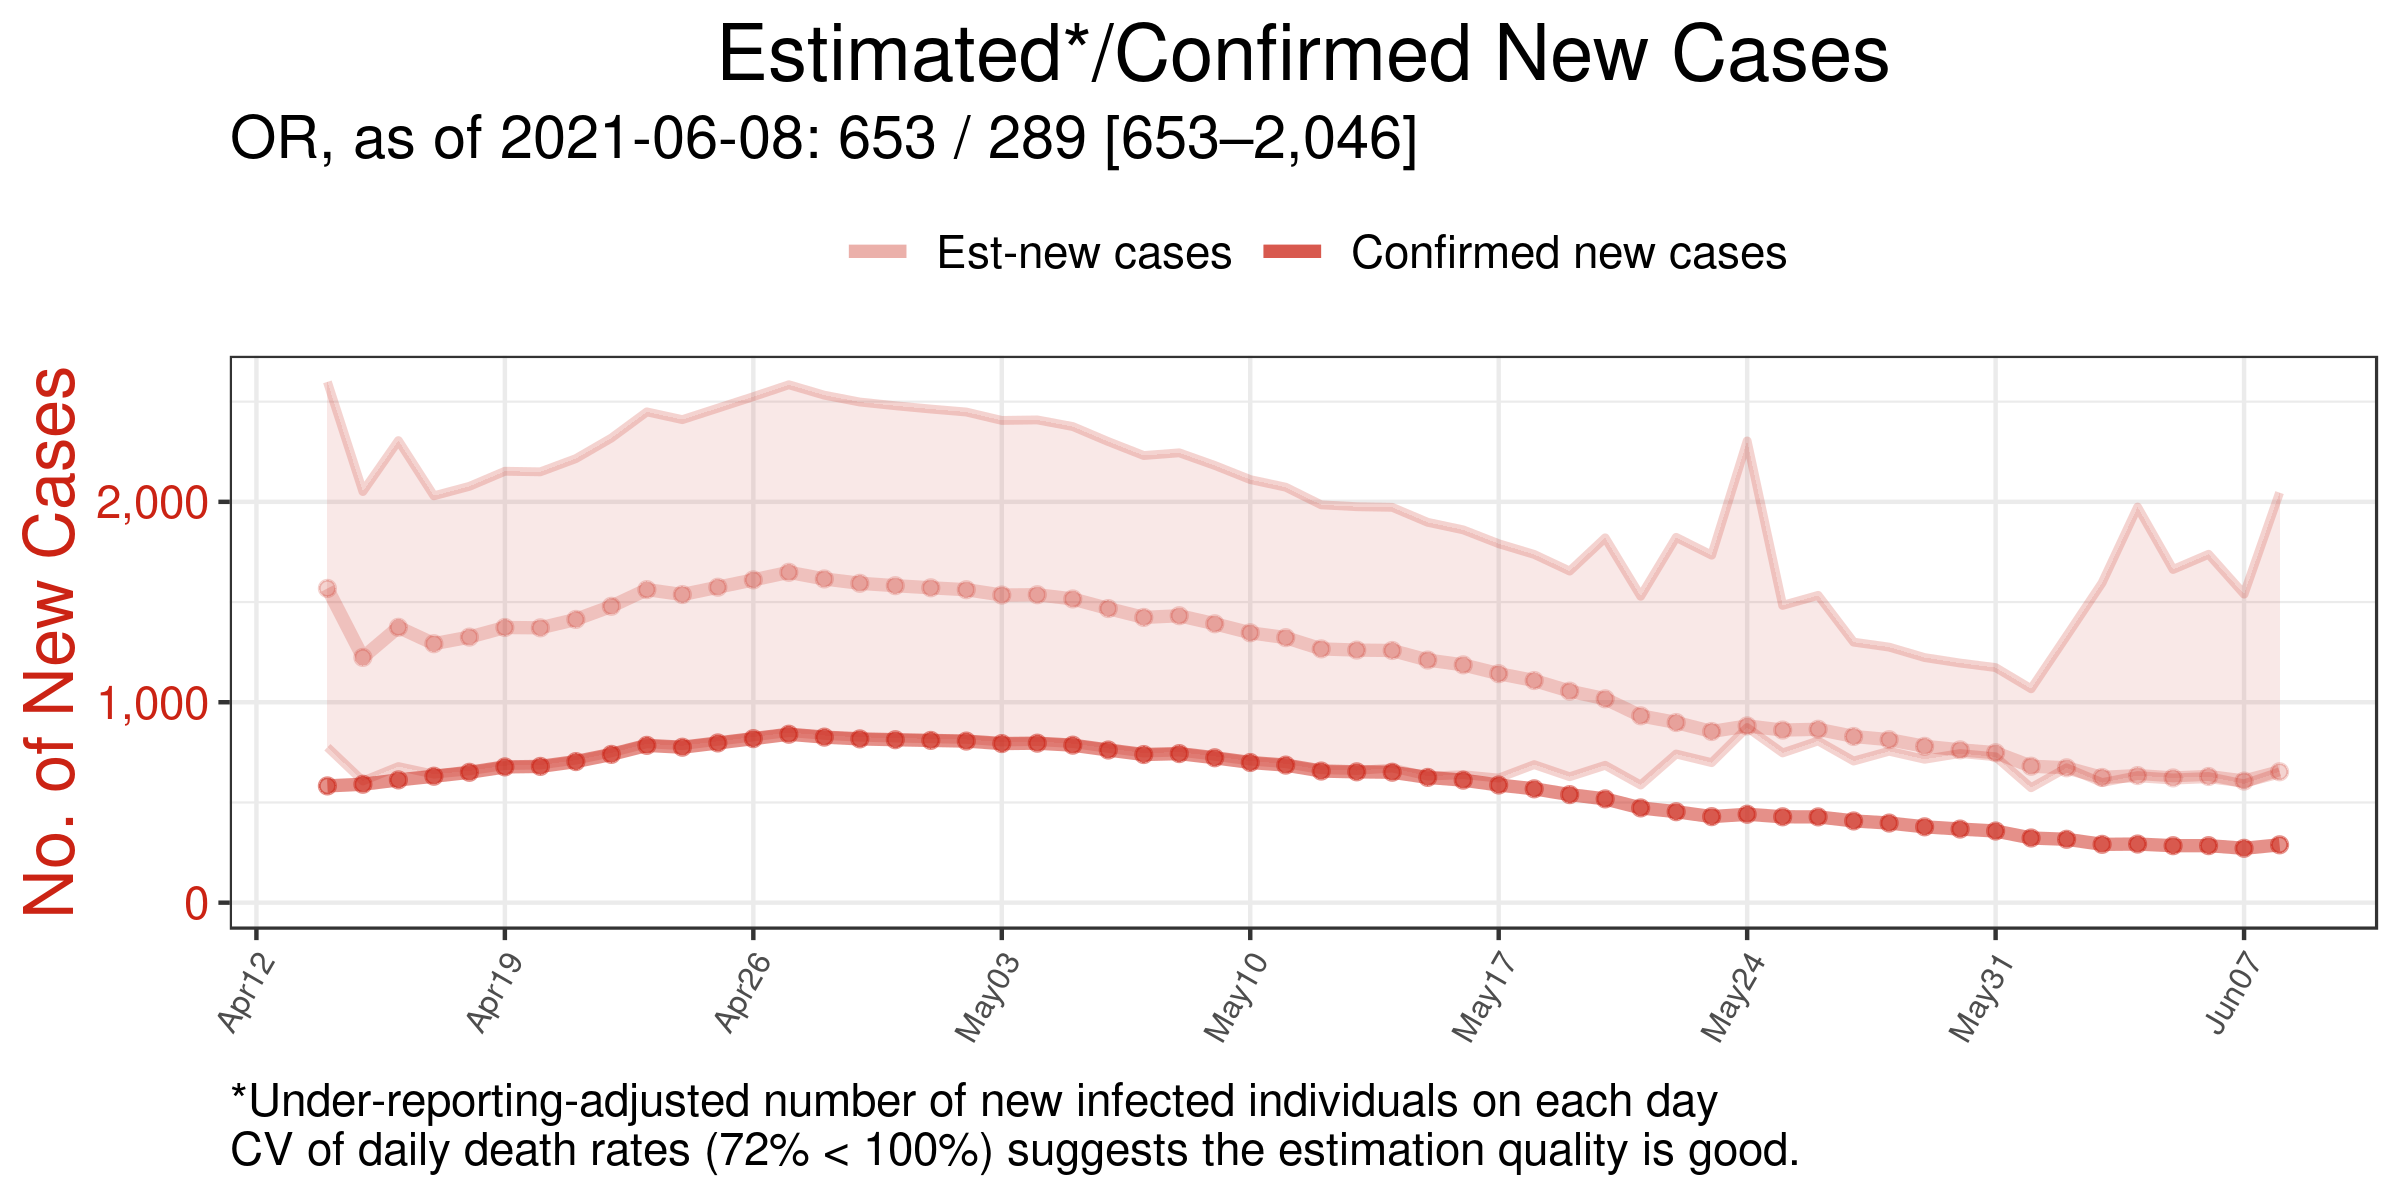 Estimated*/Confirmed New Cases
OR, as of 2021-06-08: 653 / 289 [653–2,046]
Est-new cases Confirmed new cases
No. of New Cases
2,000
1,000
0
Apr12 Apr19 Apr26 May03 May10 May17 May24 May31 Jun07
*Under-reporting-adjusted number of new infected individuals on each day
CV of daily death rates (72% < 100%) suggests the estimation quality is good.